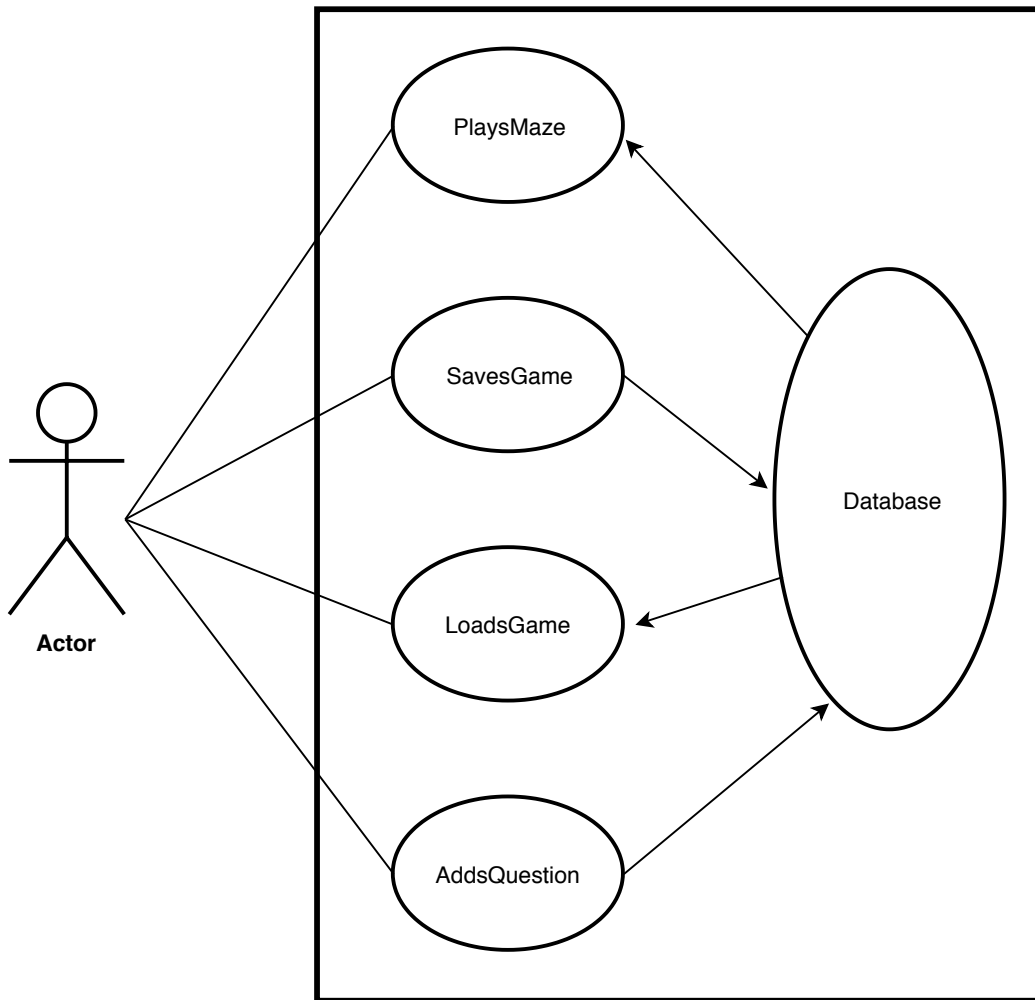 PlaysMaze
SavesGame
Database
LoadsGame
Actor
AddsQuestion